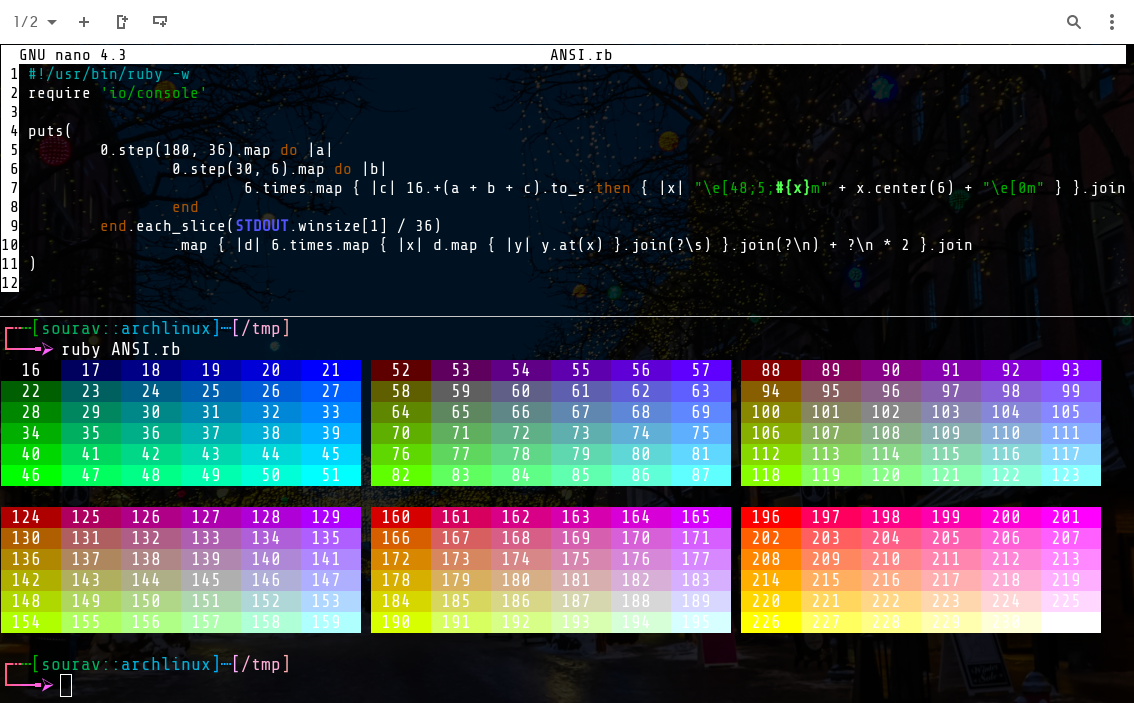 1/2
GNU nano 4.3 ANSI.rb
1 #!/usr/bin/ruby -w
2 require 'io/console'
3
4 puts(
5 0.step(180, 36).map do |a|
6 0.step(30, 6).map do |b|
7 6.times.map { |c| 16.+(a + b + c).to_s.then { |x| "\e[48;5;#{x}m" + x.center(6) + "\e[0m" } }.join
8 end
9 end.each_slice(STDOUT.winsize[1] / 36)
10 .map { |d| 6.times.map { |x| d.map { |y| y.at(x) }.join(?\s) }.join(?\n) + ?\n * 2 }.join
11 )
12
[sourav::archlinux]─[/tmp]
ruby ANSI.rb
16 17 18 19 20 21 52 53 54 55 56 57 88 89 90 91 92 93
22 23 24 25 26 27 58 59 60 61 62 63 94 95 96 97 98 99
28 29 30 31 32 33 64 65 66 67 68 69 100 101 102 103 104 105
34 35 36 37 38 39 70 71 72 73 74 75 106 107 108 109 110 111
40 41 42 43 44 45 76 77 78 79 80 81 112 113 114 115 116 117
46 47 48 49 50 51 82 83 84 85 86 87 118 119 120 121 122 123
124 125 126 127 128 129 160 161 162 163 164 165 196 197 198 199 200 201
130 131 132 133 134 135 166 167 168 169 170 171 202 203 204 205 206 207
136 137 138 139 140 141 172 173 174 175 176 177 208 209 210 211 212 213
142 143 144 145 146 147 178 179 180 181 182 183 214 215 216 217 218 219
148 149 150 151 152 153 184 185 186 187 188 189 220 221 222 223 224 225
154 155 156 157 158 159 190 191 192 193 194 195 226 227 228 229 230
[sourav::archlinux]─[/tmp]